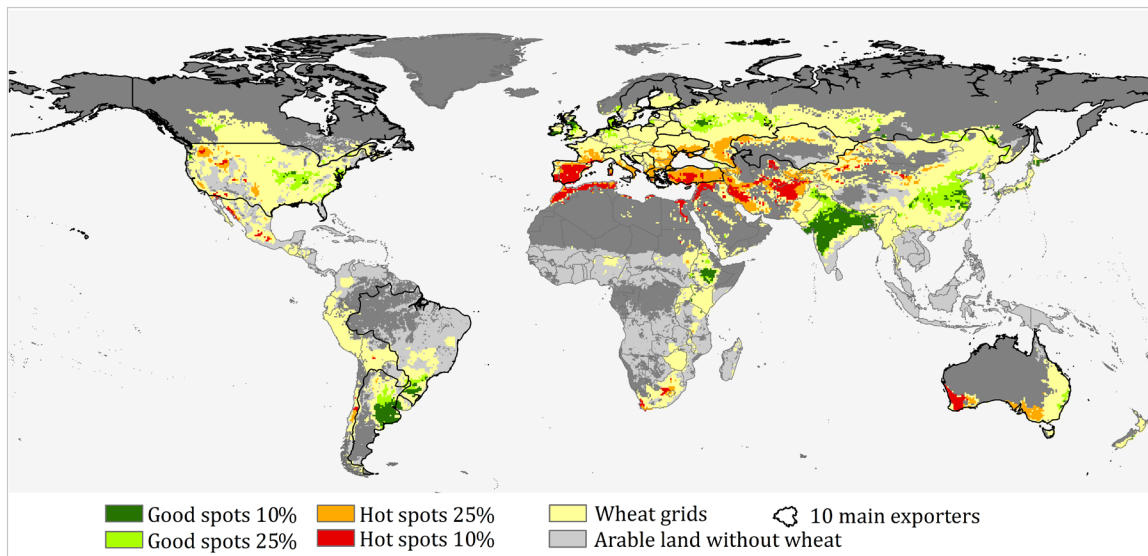 Good spots 10%
Hot spots 25%
Wheat grids
10 main exporters
Good spots 25%
Hot spots 10%
Arable land without wheat